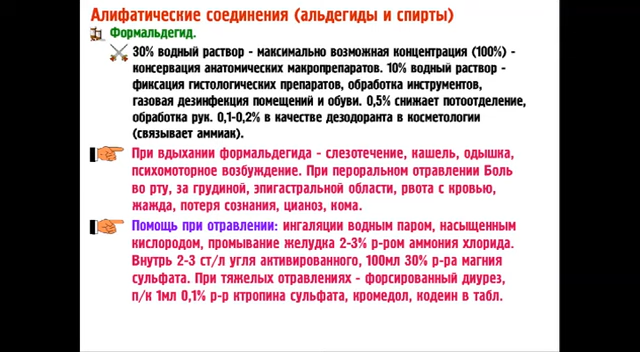 Алифатические соединения (альдегиды и спирты)
Формальдегид.
30% водный раствор - максимально возможная концентрация (100%) -
консервация анатомических макропрепаратов. 10% водный раствор -
фиксация гистологических препаратов, обработка инструментов,
газовая дезинфекция помещений и обуви. 0,5% снижает потоотделение,
обработка рук. 0,1-0,2% в качестве дезодоранта в косметологии
(связывает аммиак).
При вдыхании формальдегида - слезотечение, кашель, одышка,
психомоторное возбуждение. При пероральном отравлении Боль
во рту, за грудиной, эпигастральной области, рвота с кровью,
жажда, потеря сознания, цианоз, кома.
Помощь при отравлении: ингаляции водным паром, насыщенным
кислородом, промывание желудка 2-3% р-ром аммония хлорида.
Внутрь 2-3 ст/л угля активированного, 100мл 30% р-ра магния
сульфата. При тяжелых отравлениях - форсированный диурез,
п/к 1мл 0,1% р-р ктропина сульфата, кромедол, кодеин в табл.